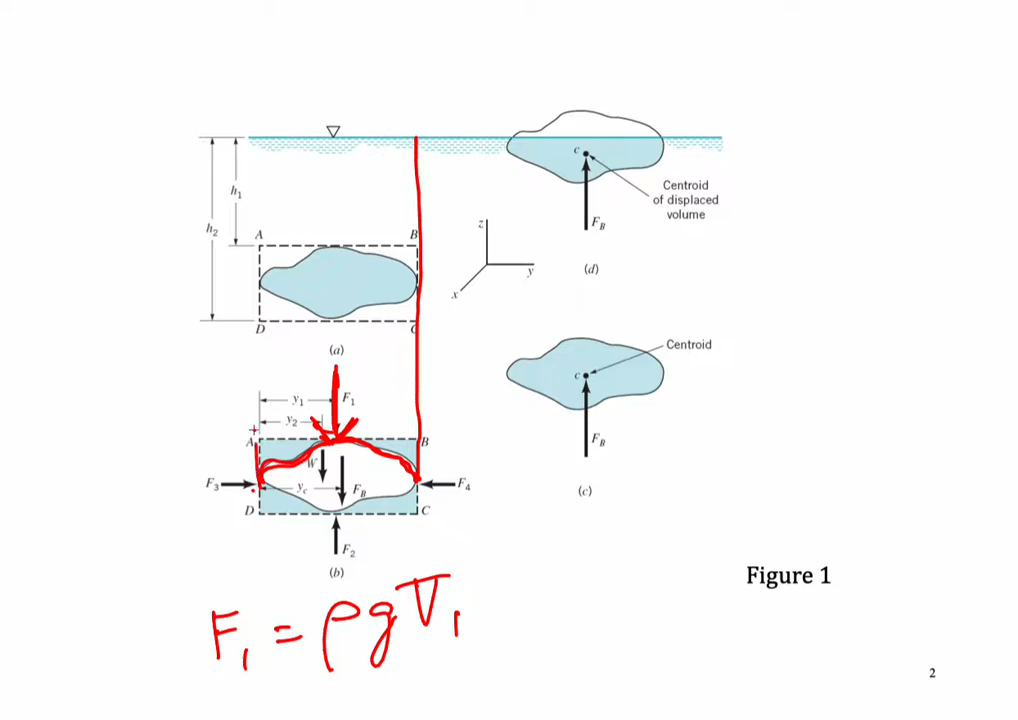 h₁
h₂
A
B
D
C
(a)
y₁
F₁
y₂
A
B
W
F₃
y_c
F_B
F₄
D
C
F₂
(b)
z
y
x
c
Centroid
of displaced
volume
F_B
(d)
Centroid
c
F_B
(c)
Figure 1
F₁ = ρg∇₁
2